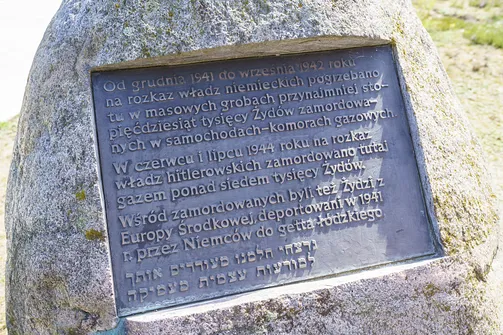 Od grudnia 1941 do września 1942 roku
na rozkaz władz niemieckich pogrzebano
tu w masowych grobach przynajmniej sto-
pięćdziesiąt tysięcy Żydów zamordowa-
nych w samochodach-komorach gazowych.
W czerwcu i lipcu 1944 roku na rozkaz
władz hitlerowskich zamordowano tutaj
gazem ponad siedem tysięcy Żydów.
Wśród zamordowanych byli też Żydzi z
Europy Środkowej, deportowani w 1941
r. przez Niemców do getta łódzkiego